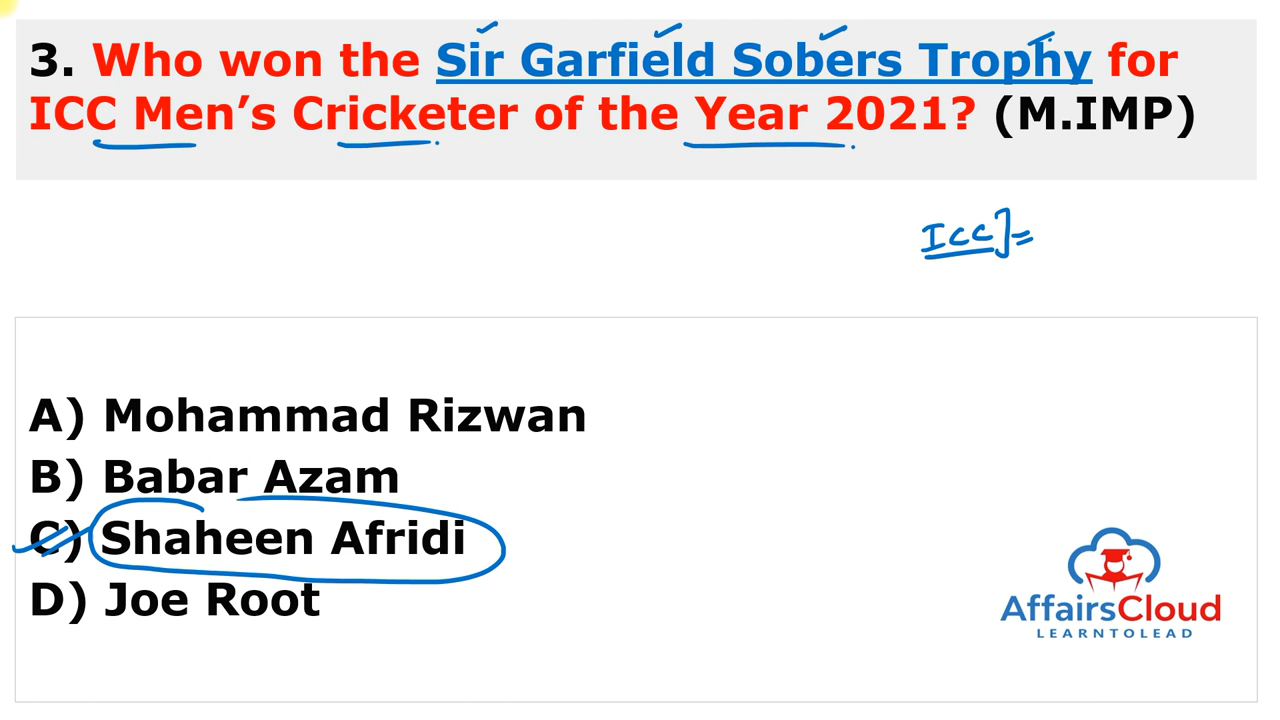 3. Who won the Sir Garfield Sobers Trophy for
ICC Men’s Cricketer of the Year 2021? (M.IMP)
ICC]=
A) Mohammad Rizwan
B) Babar Azam
C) Shaheen Afridi
D) Joe Root
AffairsCloud
LEARNTOLEAD